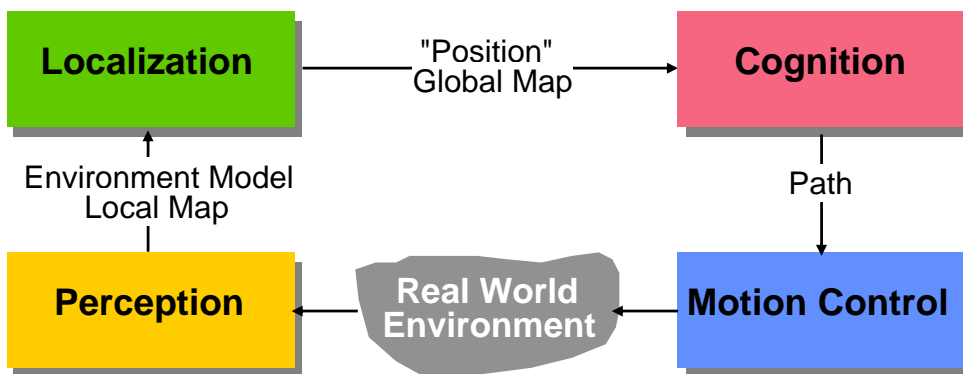 Localization
"Position"
Global Map
Cognition
Environment Model
Local Map
Path
Perception
Real World
Environment
Motion Control